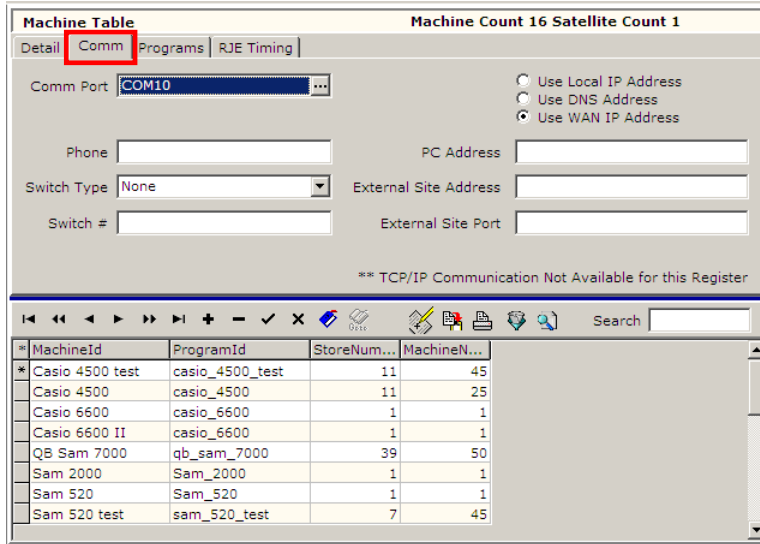 Machine Table Machine Count 16 Satellite Count 1
Detail Comm Programs RJE Timing
Comm Port COM10 ... Use Local IP Address
Use DNS Address
Use WAN IP Address
Phone PC Address
Switch Type None External Site Address
Switch # External Site Port
** TCP/IP Communication Not Available for this Register
Goto Search
* MachineId ProgramId StoreNum... MachineN...
* Casio 4500 test casio_4500_test 11 45
Casio 4500 casio_4500 11 25
Casio 6600 casio_6600 1 1
Casio 6600 II casio_6600 1 1
QB Sam 7000 qb_sam_7000 39 50
Sam 2000 Sam_2000 1 1
Sam 520 Sam_520 1 1
Sam 520 test sam_520_test 7 45